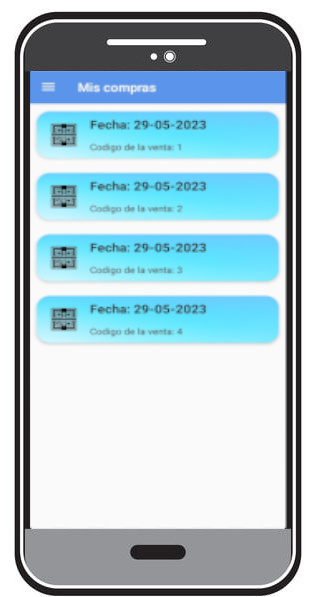 Mis compras
Fecha: 29-05-2023
Codigo de la venta: 1
Fecha: 29-05-2023
Codigo de la venta: 2
Fecha: 29-05-2023
Codigo de la venta: 3
Fecha: 29-05-2023
Codigo de la venta: 4